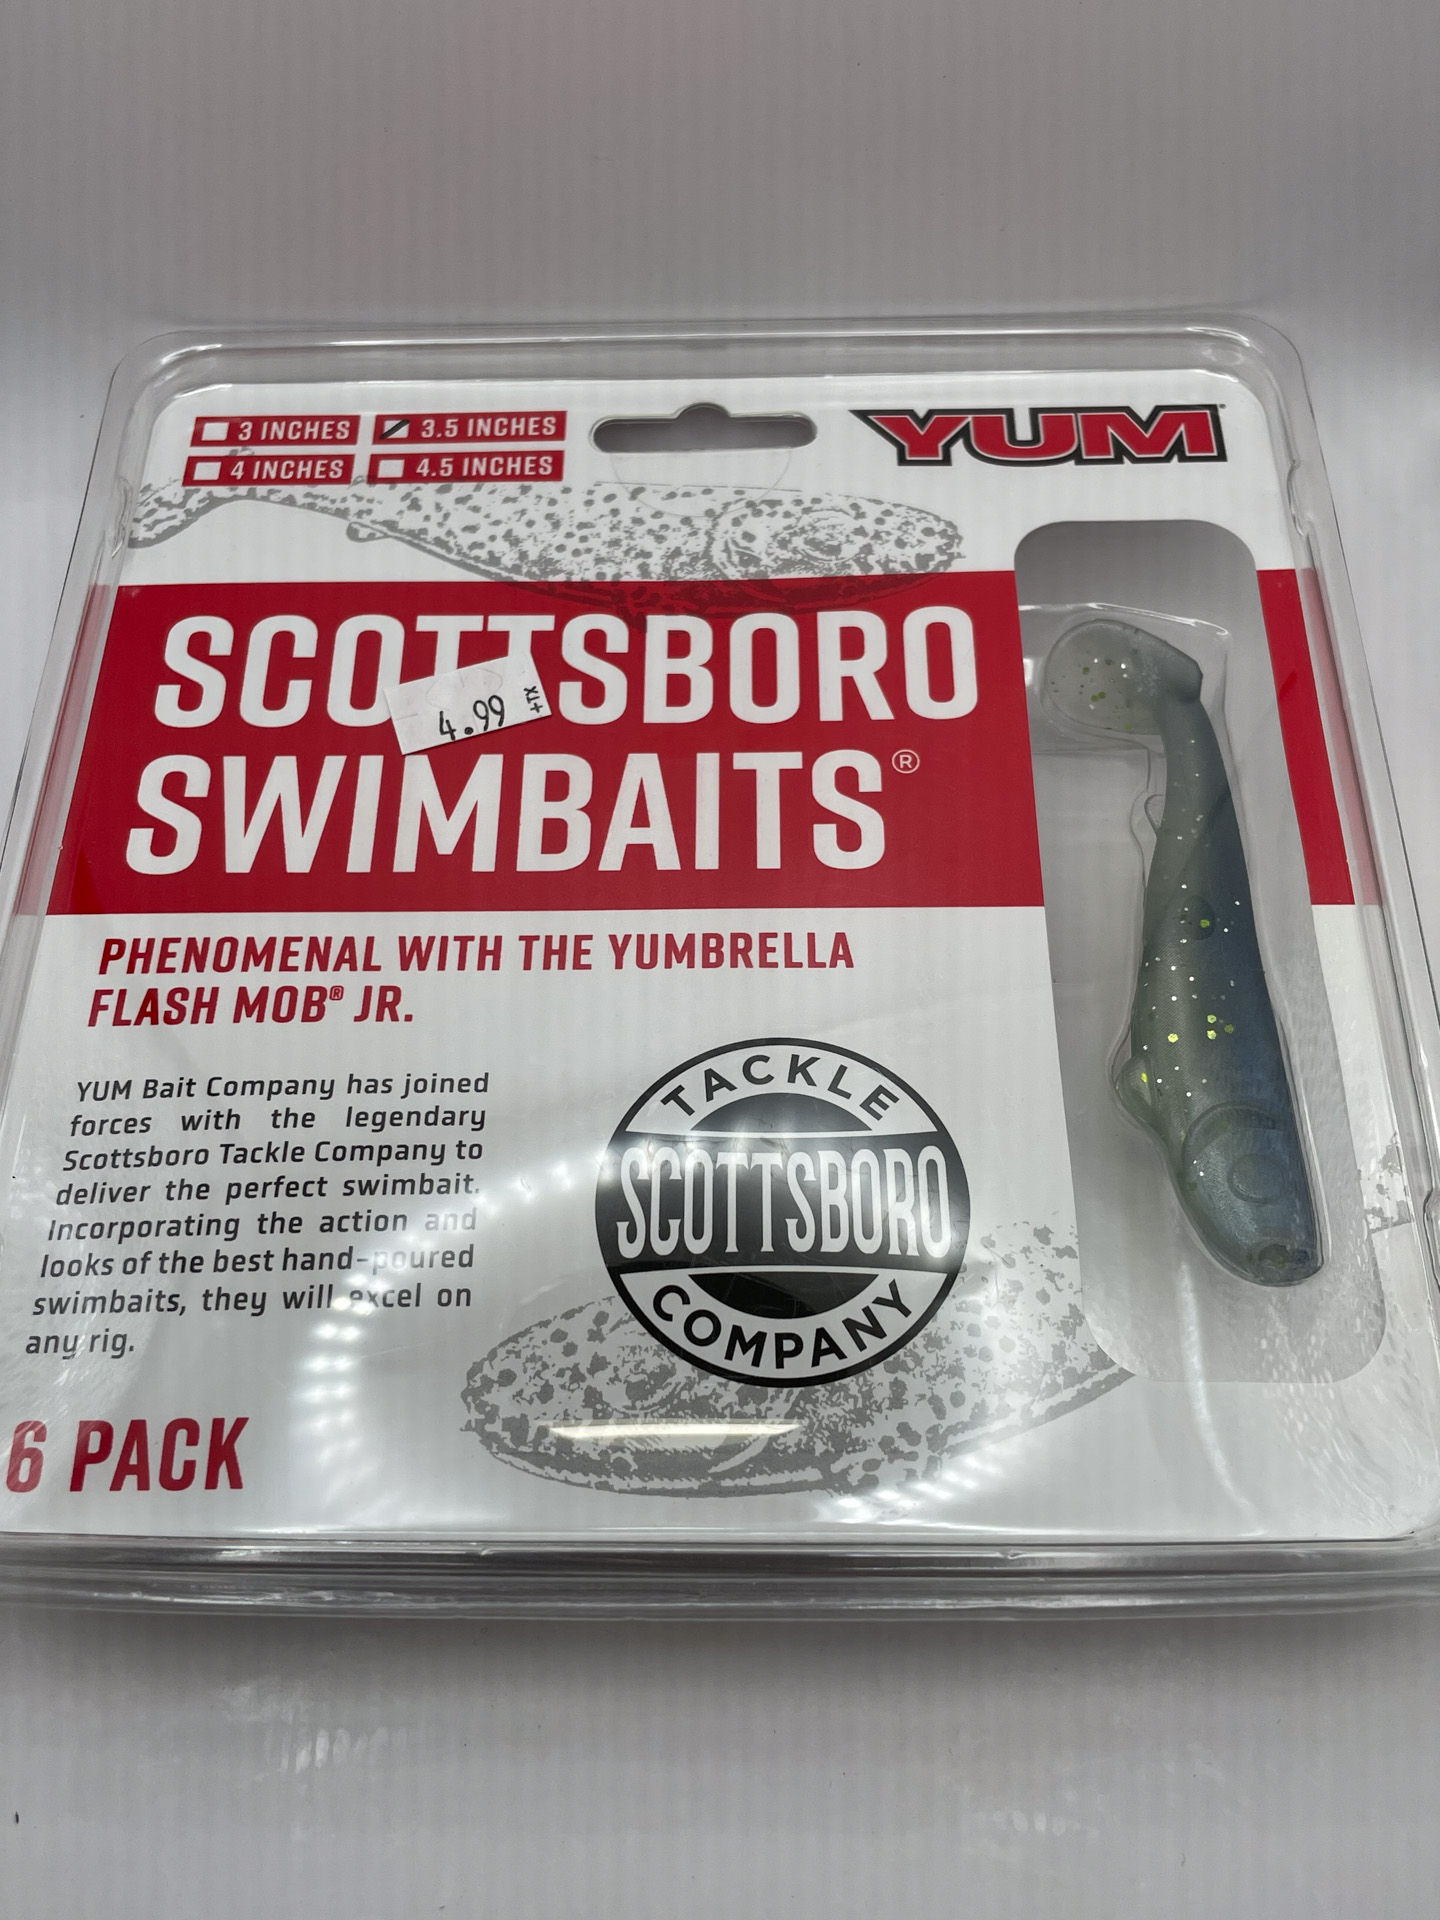 3 INCHES 3.5 INCHES
4 INCHES 4.5 INCHES
YUM
SCOTTSBORO
4.99 +TX
SWIMBAITS®
PHENOMENAL WITH THE YUMBRELLA
FLASH MOB® JR.
YUM Bait Company has joined
forces with the legendary
Scottsboro Tackle Company to
deliver the perfect swimbait.
Incorporating the action and
looks of the best hand-poured
swimbaits, they will excel on
any rig.
TACKLE
SCOTTSBORO
COMPANY
6 PACK